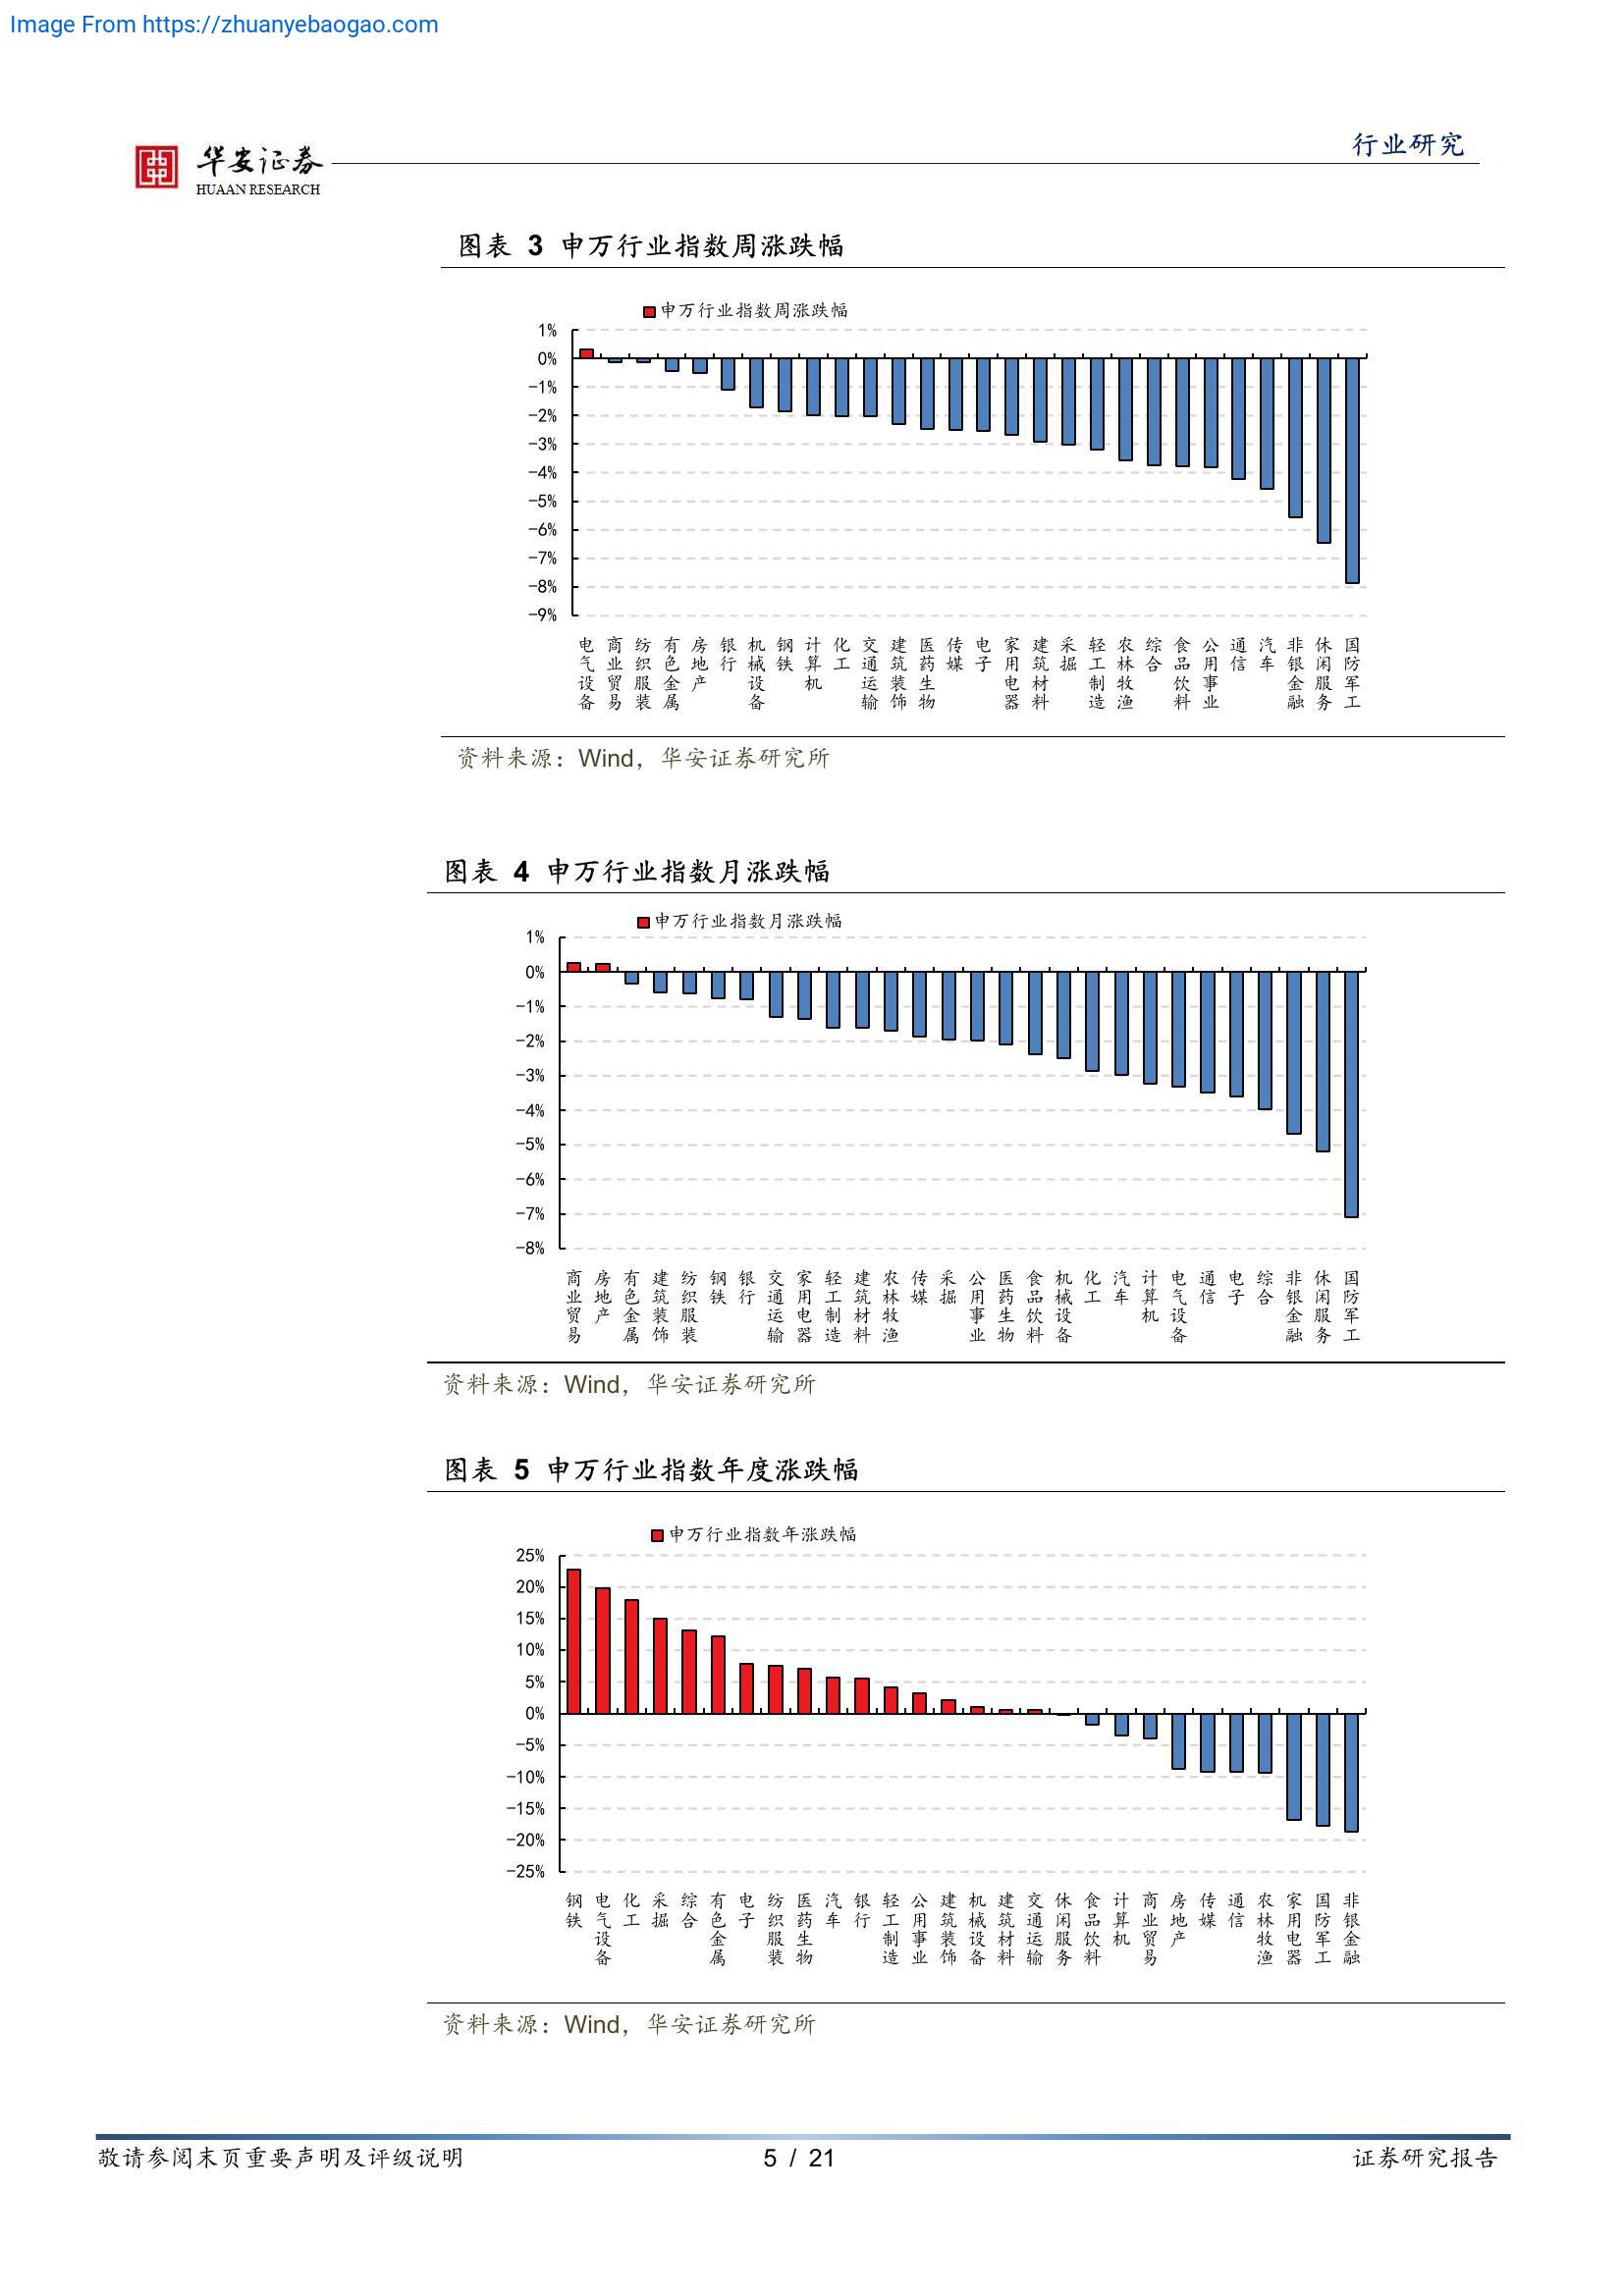 Image From https://zhuanyebaogao.com
华安证券
HUAAN RESEARCH
行业研究
图表 3 申万行业指数周涨跌幅
申万行业指数周涨跌幅
1%
0%
-1%
-2%
-3%
-4%
-5%
-6%
-7%
-8%
-9%
电气设备 商业贸易 纺织服装 有色金属 房地产 银行 机械设备 钢铁 计算机 化工 交通运输 建筑装饰 医药生物 传媒 电子 家用电器 建筑材料 采掘 轻工制造 农林牧渔 综合 食品饮料 公用事业 通信 汽车 非银金融 休闲服务 国防军工
资料来源：Wind，华安证券研究所
图表 4 申万行业指数月涨跌幅
申万行业指数月涨跌幅
1%
0%
-1%
-2%
-3%
-4%
-5%
-6%
-7%
-8%
商业贸易 房地产 有色金属 建筑装饰 纺织服装 钢铁 银行 交通运输 家用电器 轻工制造 建筑材料 农林牧渔 传媒 采掘 公用事业 医药生物 食品饮料 机械设备 化工 汽车 计算机 电气设备 通信 电子 综合 非银金融 休闲服务 国防军工
资料来源：Wind，华安证券研究所
图表 5 申万行业指数年度涨跌幅
申万行业指数年涨跌幅
25%
20%
15%
10%
5%
0%
-5%
-10%
-15%
-20%
-25%
钢铁 电气设备 化工 采掘 综合 有色金属 电子 纺织服装 医药生物 汽车 银行 轻工制造 公用事业 建筑装饰 机械设备 建筑材料 交通运输 休闲服务 食品饮料 计算机 商业贸易 房地产 传媒 通信 农林牧渔 家用电器 国防军工 非银金融
资料来源：Wind，华安证券研究所
敬请参阅末页重要声明及评级说明
5 / 21
证券研究报告